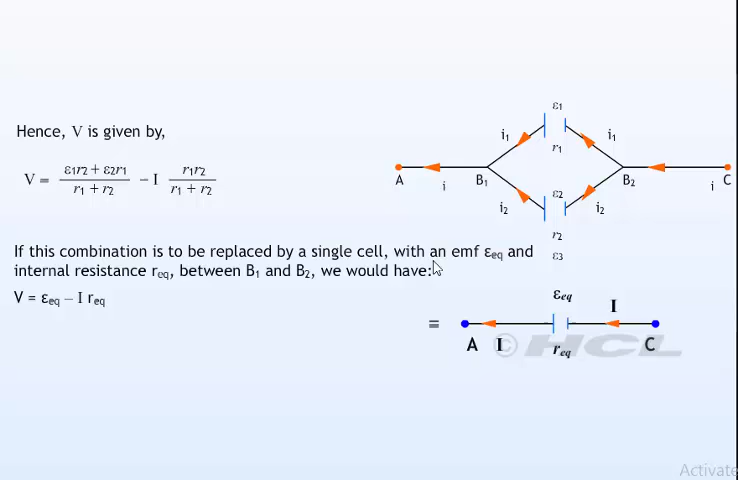 Hence, V is given by,
V = ε1r2 + ε2r1 / r1 + r2 – I r1r2 / r1 + r2
If this combination is to be replaced by a single cell, with an emf εeq and
internal resistance req, between B1 and B2, we would have:
V = εeq – I req
ε1
i1 i1
r1
A i B1 B2 i C
ε2
i2 i2
r2
ε3
εeq
I
=
A I req C
© HCL
Activate